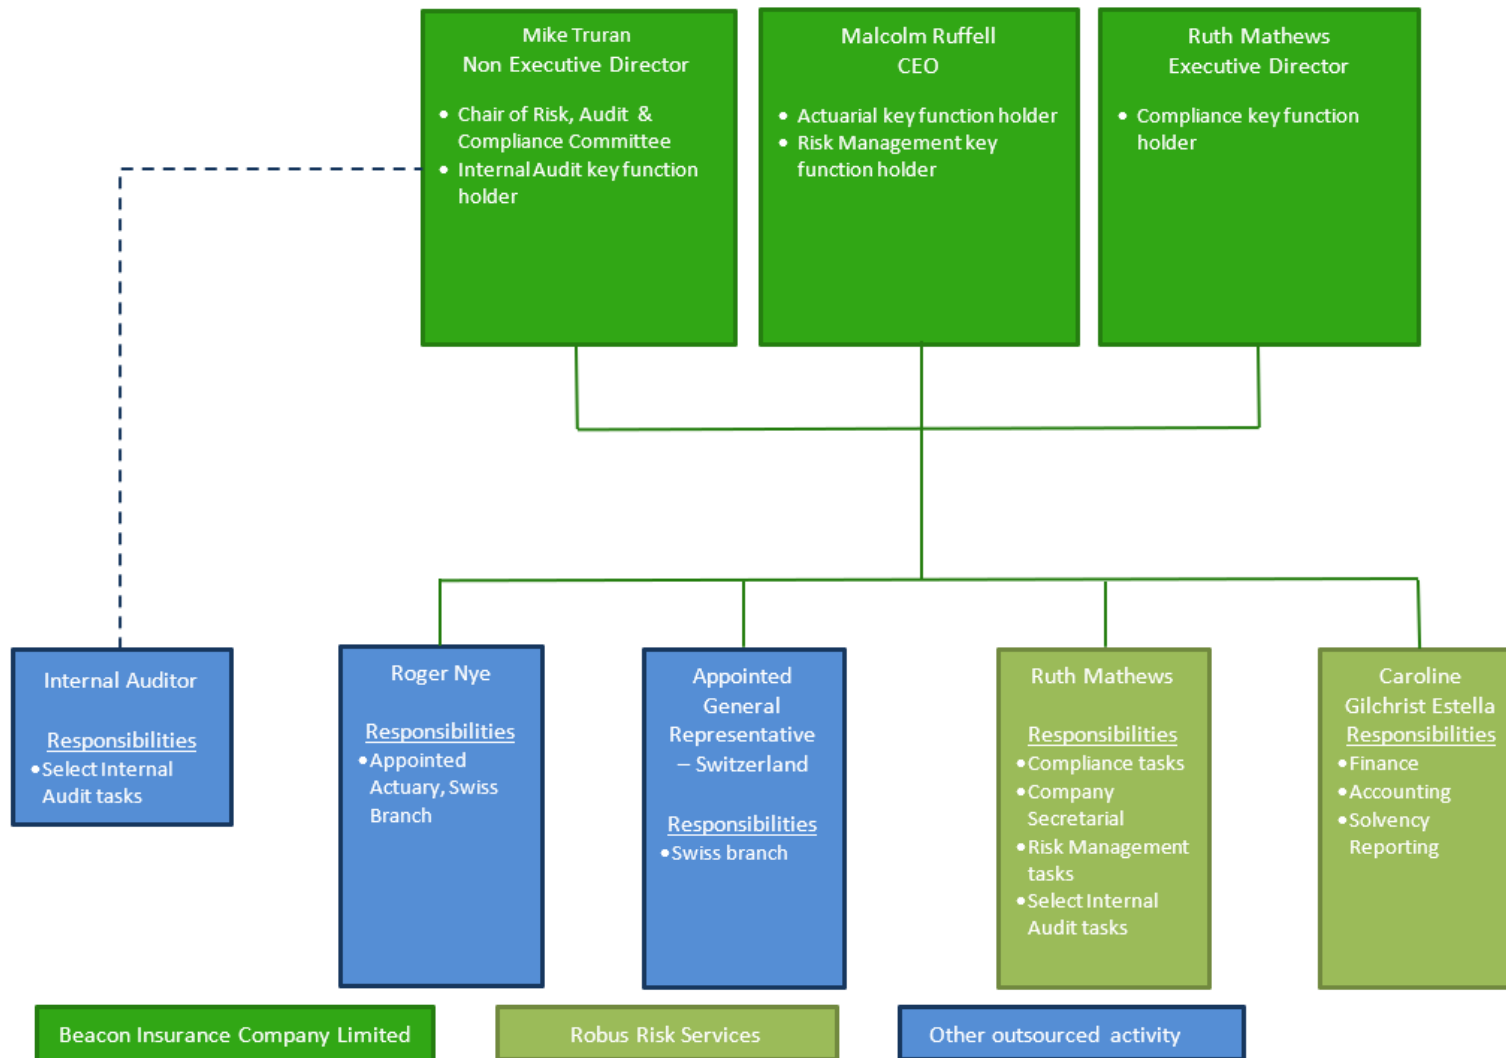 Mike Truran
Non Executive Director
• Chair of Risk, Audit &
Compliance Committee
• Internal Audit key function
holder
Malcolm Ruffell
CEO
• Actuarial key function holder
• Risk Management key
function holder
Ruth Mathews
Executive Director
• Compliance key function
holder
Internal Auditor
Responsibilities
• Select Internal
Audit tasks
Roger Nye
Responsibilities
• Appointed
Actuary, Swiss
Branch
Appointed
General
Representative
– Switzerland
Responsibilities
• Swiss branch
Ruth Mathews
Responsibilities
• Compliance tasks
• Company
Secretarial
• Risk Management
tasks
• Select Internal
Audit tasks
Caroline
Gilchrist Estella
Responsibilities
• Finance
• Accounting
• Solvency
Reporting
Beacon Insurance Company Limited
Robus Risk Services
Other outsourced activity